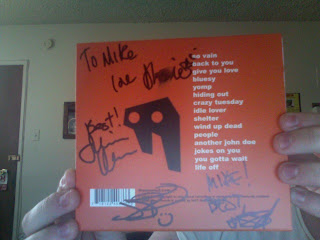 To MIKE
love
no vain
back to you
give you love
bluesy
yomp
hiding out
crazy tuesday
idle lover
shelter
wind up dead
people
another john doe
jokes on you
you gotta wait
life off
Best!
MIKE!
BEST